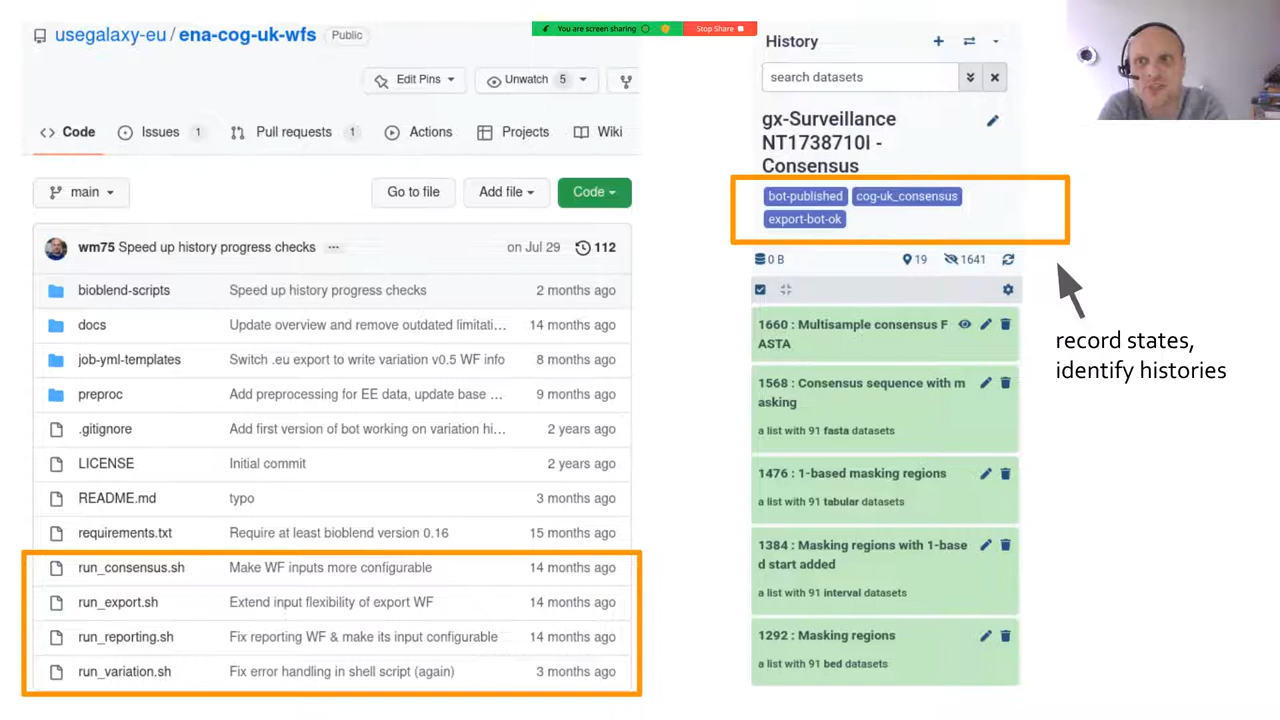 usegalaxy-eu / ena-cog-uk-wfs Public
Edit Pins Unwatch 5
Code Issues 1 Pull requests 1 Actions Projects Wiki
main Go to file Add file Code
wm75 Speed up history progress checks ... on Jul 29 112
bioblend-scripts Speed up history progress checks 2 months ago
docs Update overview and remove outdated limitati... 14 months ago
job-yml-templates Switch .eu export to write variation v0.5 WF info 8 months ago
preproc Add preprocessing for EE data, update base ... 9 months ago
.gitignore Add first version of bot working on variation hi... 2 years ago
LICENSE Initial commit 2 years ago
README.md typo 3 months ago
requirements.txt Require at least bioblend version 0.16 15 months ago
run_consensus.sh Make WF inputs more configurable 14 months ago
run_export.sh Extend input flexibility of export WF 14 months ago
run_reporting.sh Fix reporting WF & make its input configurable 14 months ago
run_variation.sh Fix error handling in shell script (again) 3 months ago
You are screen sharing Stop Share
History
search datasets
gx-Surveillance
NT1738710I -
Consensus
bot-published cog-uk_consensus
export-bot-ok
0 B 19 1641
1660 : Multisample consensus F
ASTA
1568 : Consensus sequence with m
asking
a list with 91 fasta datasets
1476 : 1-based masking regions
a list with 91 tabular datasets
1384 : Masking regions with 1-base
d start added
a list with 91 interval datasets
1292 : Masking regions
a list with 91 bed datasets
record states,
identify histories